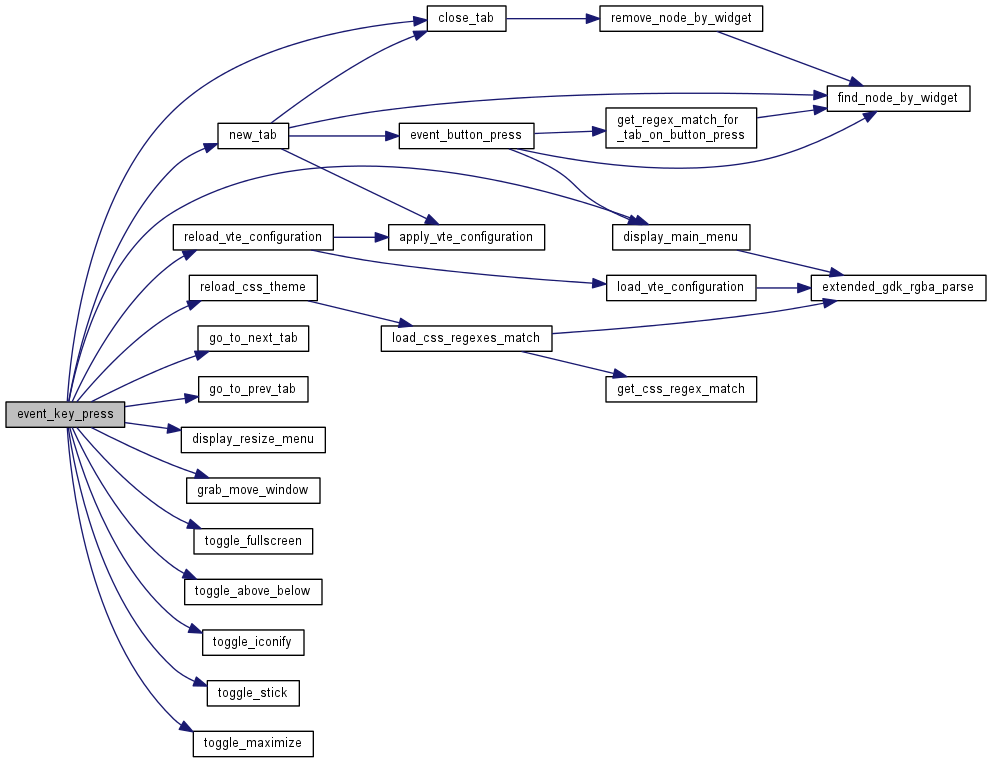 close_tab
remove_node_by_widget
find_node_by_widget
new_tab
event_button_press
get_regex_match_for
_tab_on_button_press
reload_vte_configuration
apply_vte_configuration
display_main_menu
reload_css_theme
load_vte_configuration
extended_gdk_rgba_parse
go_to_next_tab
load_css_regexes_match
go_to_prev_tab
get_css_regex_match
event_key_press
display_resize_menu
grab_move_window
toggle_fullscreen
toggle_above_below
toggle_iconify
toggle_stick
toggle_maximize